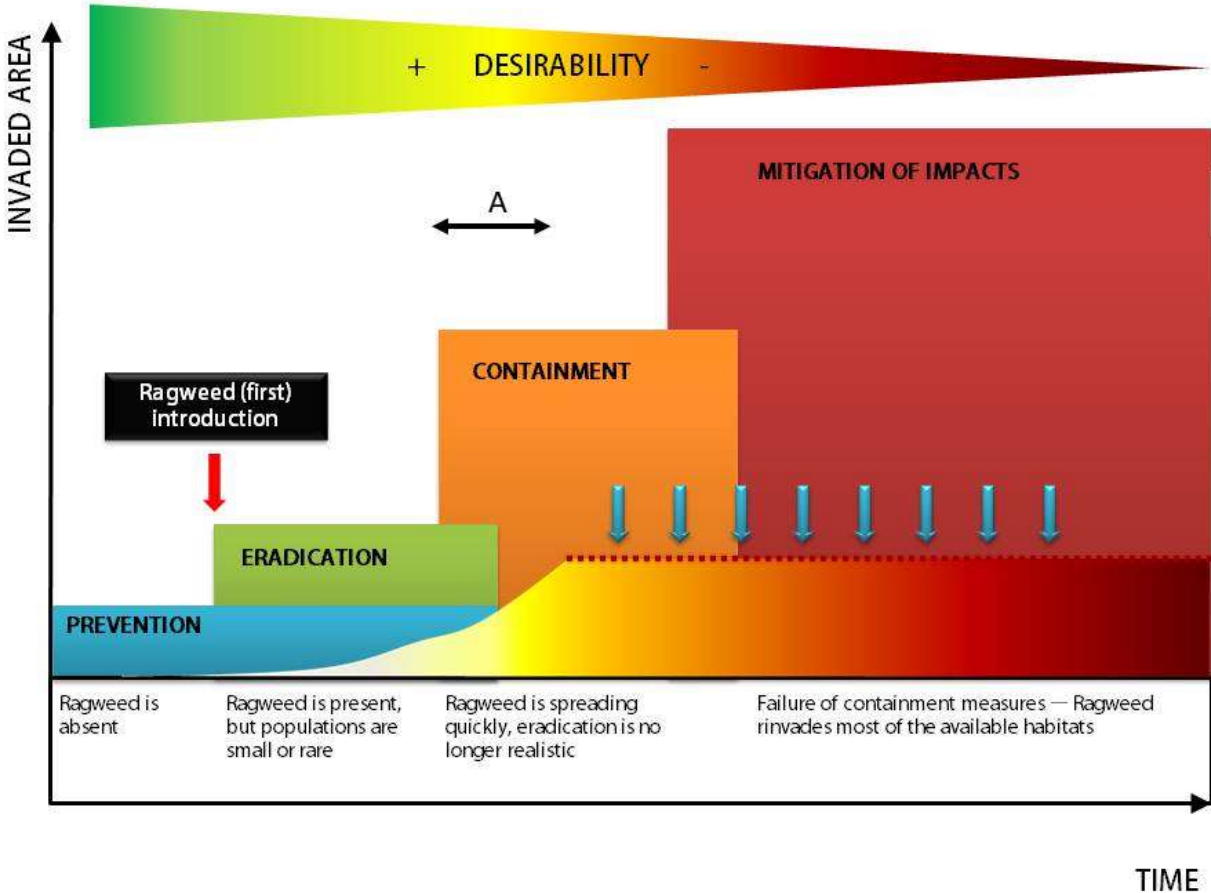 INVADED AREA
+ DESIRABILITY -
MITIGATION OF IMPACTS
A
CONTAINMENT
Ragweed (first)
introduction
ERADICATION
PREVENTION
Ragweed is
absent
Ragweed is present,
but populations are
small or rare
Ragweed is spreading
quickly, eradication is no
longer realistic
Failure of containment measures — Ragweed
rinvades most of the available habitats
TIME